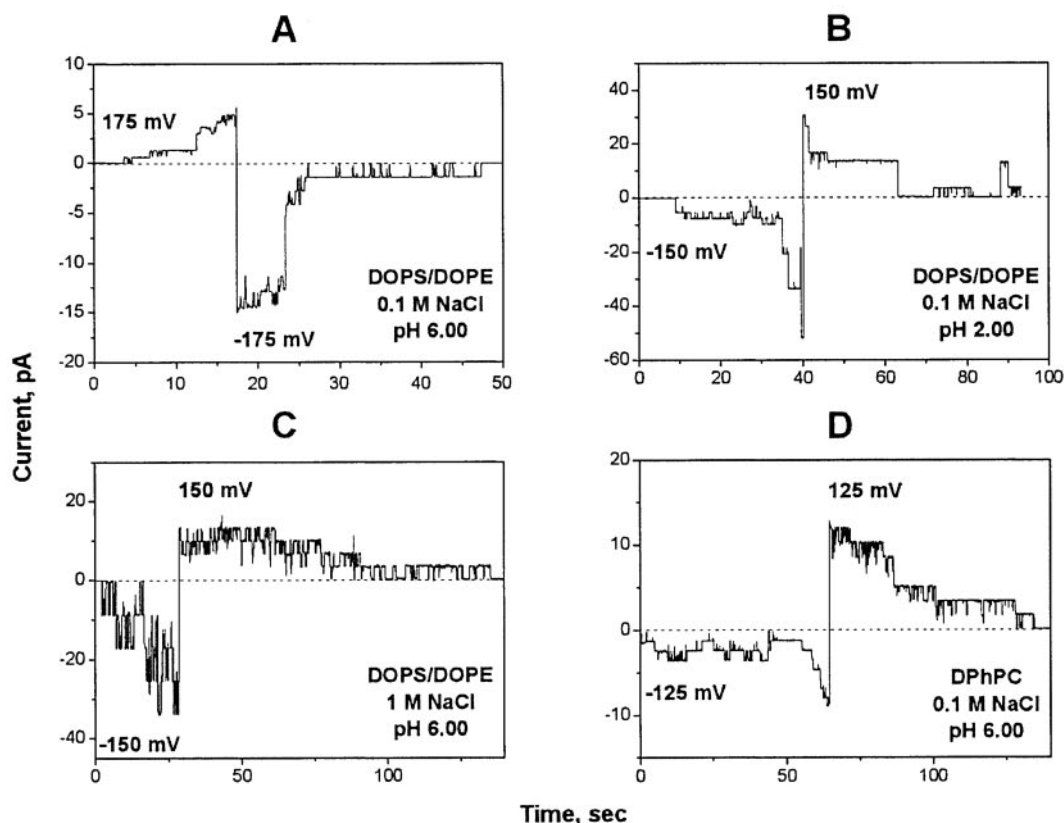 A
B
10
5
0
-5
-10
-15
-20
175 mV
-175 mV
DOPS/DOPE
0.1 M NaCl
pH 6.00
0 10 20 30 40 50
40
20
0
-20
-40
-60
150 mV
-150 mV
DOPS/DOPE
0.1 M NaCl
pH 2.00
0 20 40 60 80 100
Current, pA
C
D
20
0
-20
-40
150 mV
-150 mV
DOPS/DOPE
1 M NaCl
pH 6.00
0 50 100
20
10
0
-10
125 mV
-125 mV
DPhPC
0.1 M NaCl
pH 6.00
0 50 100
Time, sec